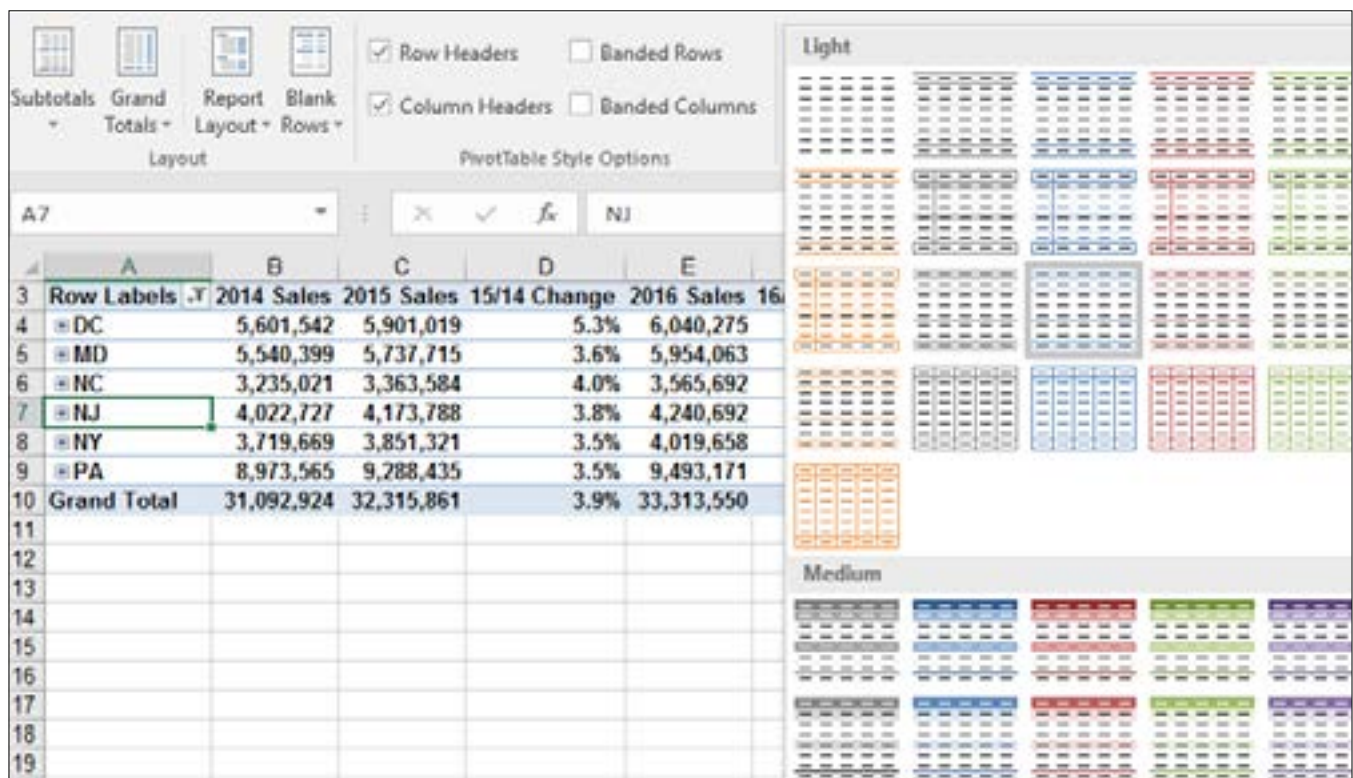 Subtotals Grand Totals Report Layout Blank Rows
Layout
Row Headers Banded Rows
Column Headers Banded Columns
PivotTable Style Options
A7 fx NJ
A B C D E
3 Row Labels 2014 Sales 2015 Sales 15/14 Change 2016 Sales 16/
4 DC 5,601,542 5,901,019 5.3% 6,040,275
5 MD 5,540,399 5,737,715 3.6% 5,954,063
6 NC 3,235,021 3,363,584 4.0% 3,565,692
7 NJ 4,022,727 4,173,788 3.8% 4,240,692
8 NY 3,719,669 3,851,321 3.5% 4,019,658
9 PA 8,973,565 9,288,435 3.5% 9,493,171
10 Grand Total 31,092,924 32,315,861 3.9% 33,313,550
11
12
13
14
15
16
17
18
19
Light
Medium